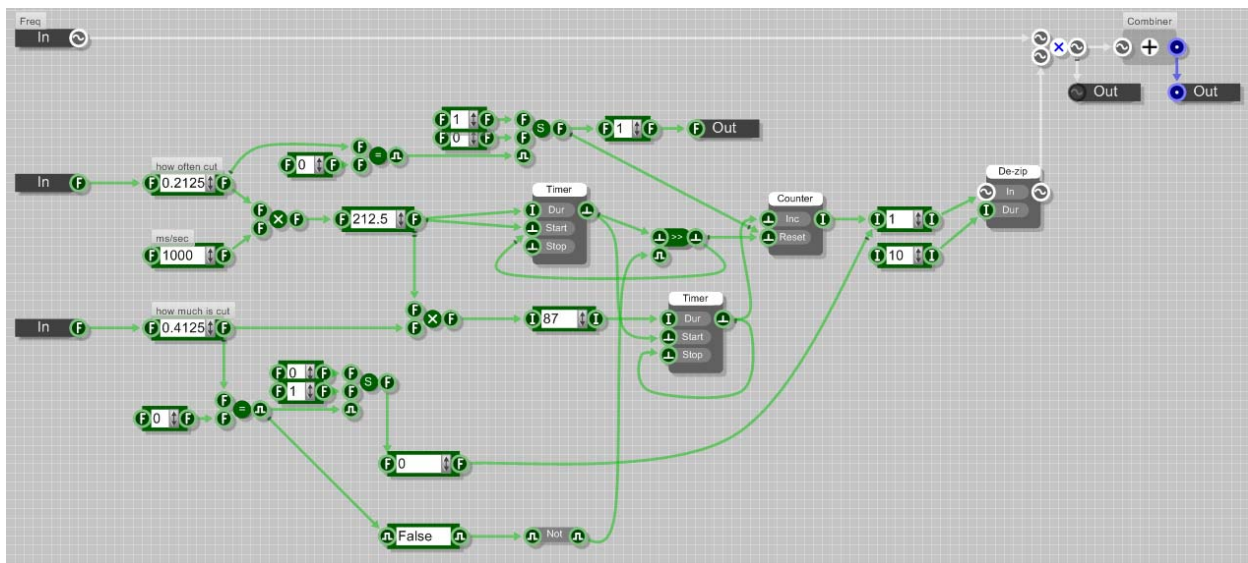 Freq
In
Combiner
Out
Out
1
0
S
1
Out
how often cut
0
=
In
0.2125
De-zip
In
Dur
Timer
Dur
Start
Stop
Counter
Inc
Reset
212.5
1
ms/sec
1000
>>
10
Timer
how much is cut
In
0.4125
87
Dur
Start
Stop
0
1
S
0
=
0
False
Not